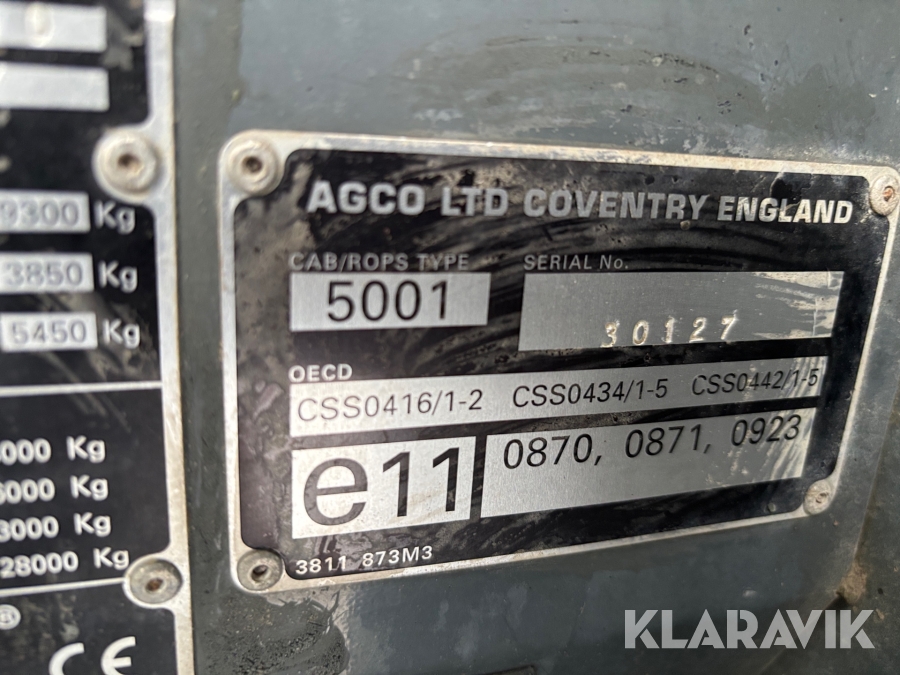 9300 Kg
3850 Kg
5450 Kg
000 Kg
6000 Kg
3000 Kg
28000 Kg
®
CE
AGCO LTD COVENTRY ENGLAND
CAB/ROPS TYPE SERIAL No.
5001 30127
OECD
CSS0416/1-2 CSS0434/1-5 CSS0442/1-5
e11 0870, 0871, 0923
3811 873M3
KLARAVIK